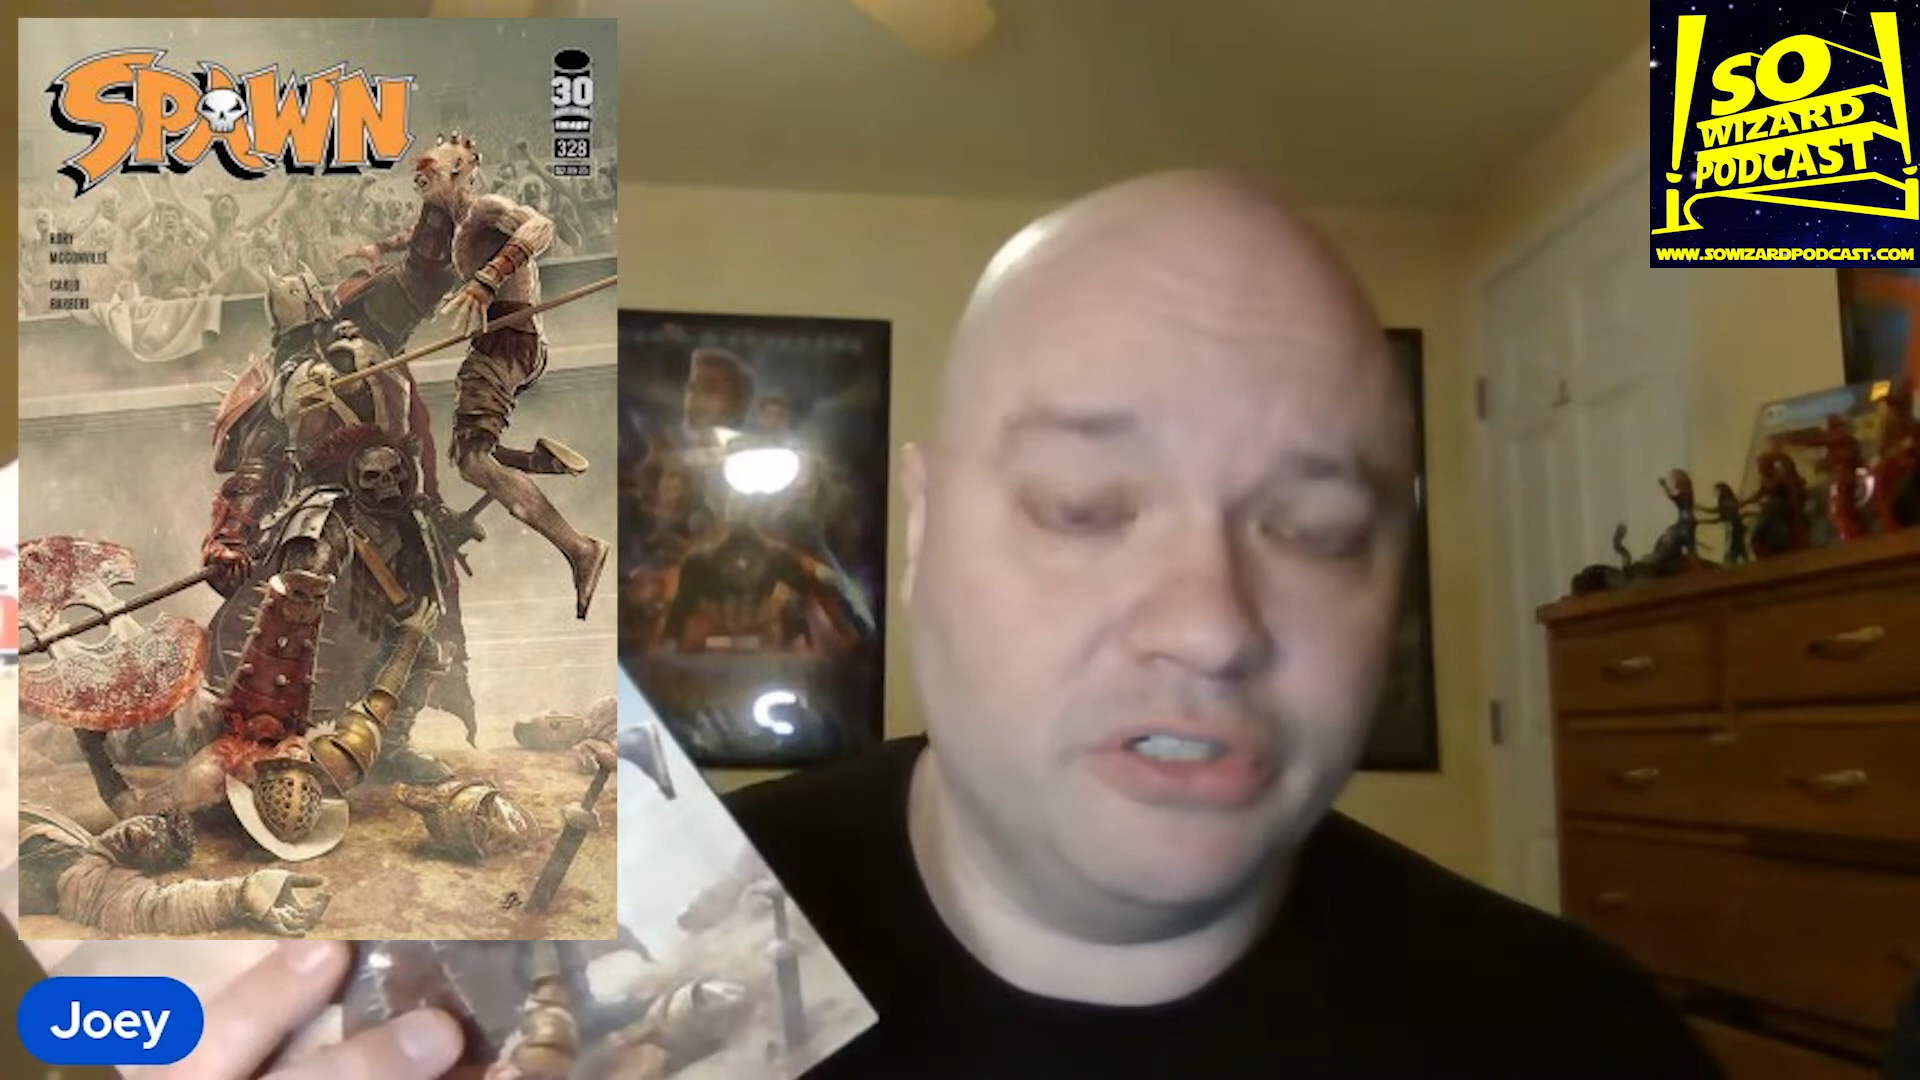 SPAWN
30
image
328
RORY
MCCONVILLE
CARLO
BARBERI
SO
WIZARD
PODCAST
WWW.SOWIZARDPODCAST.COM
Joey